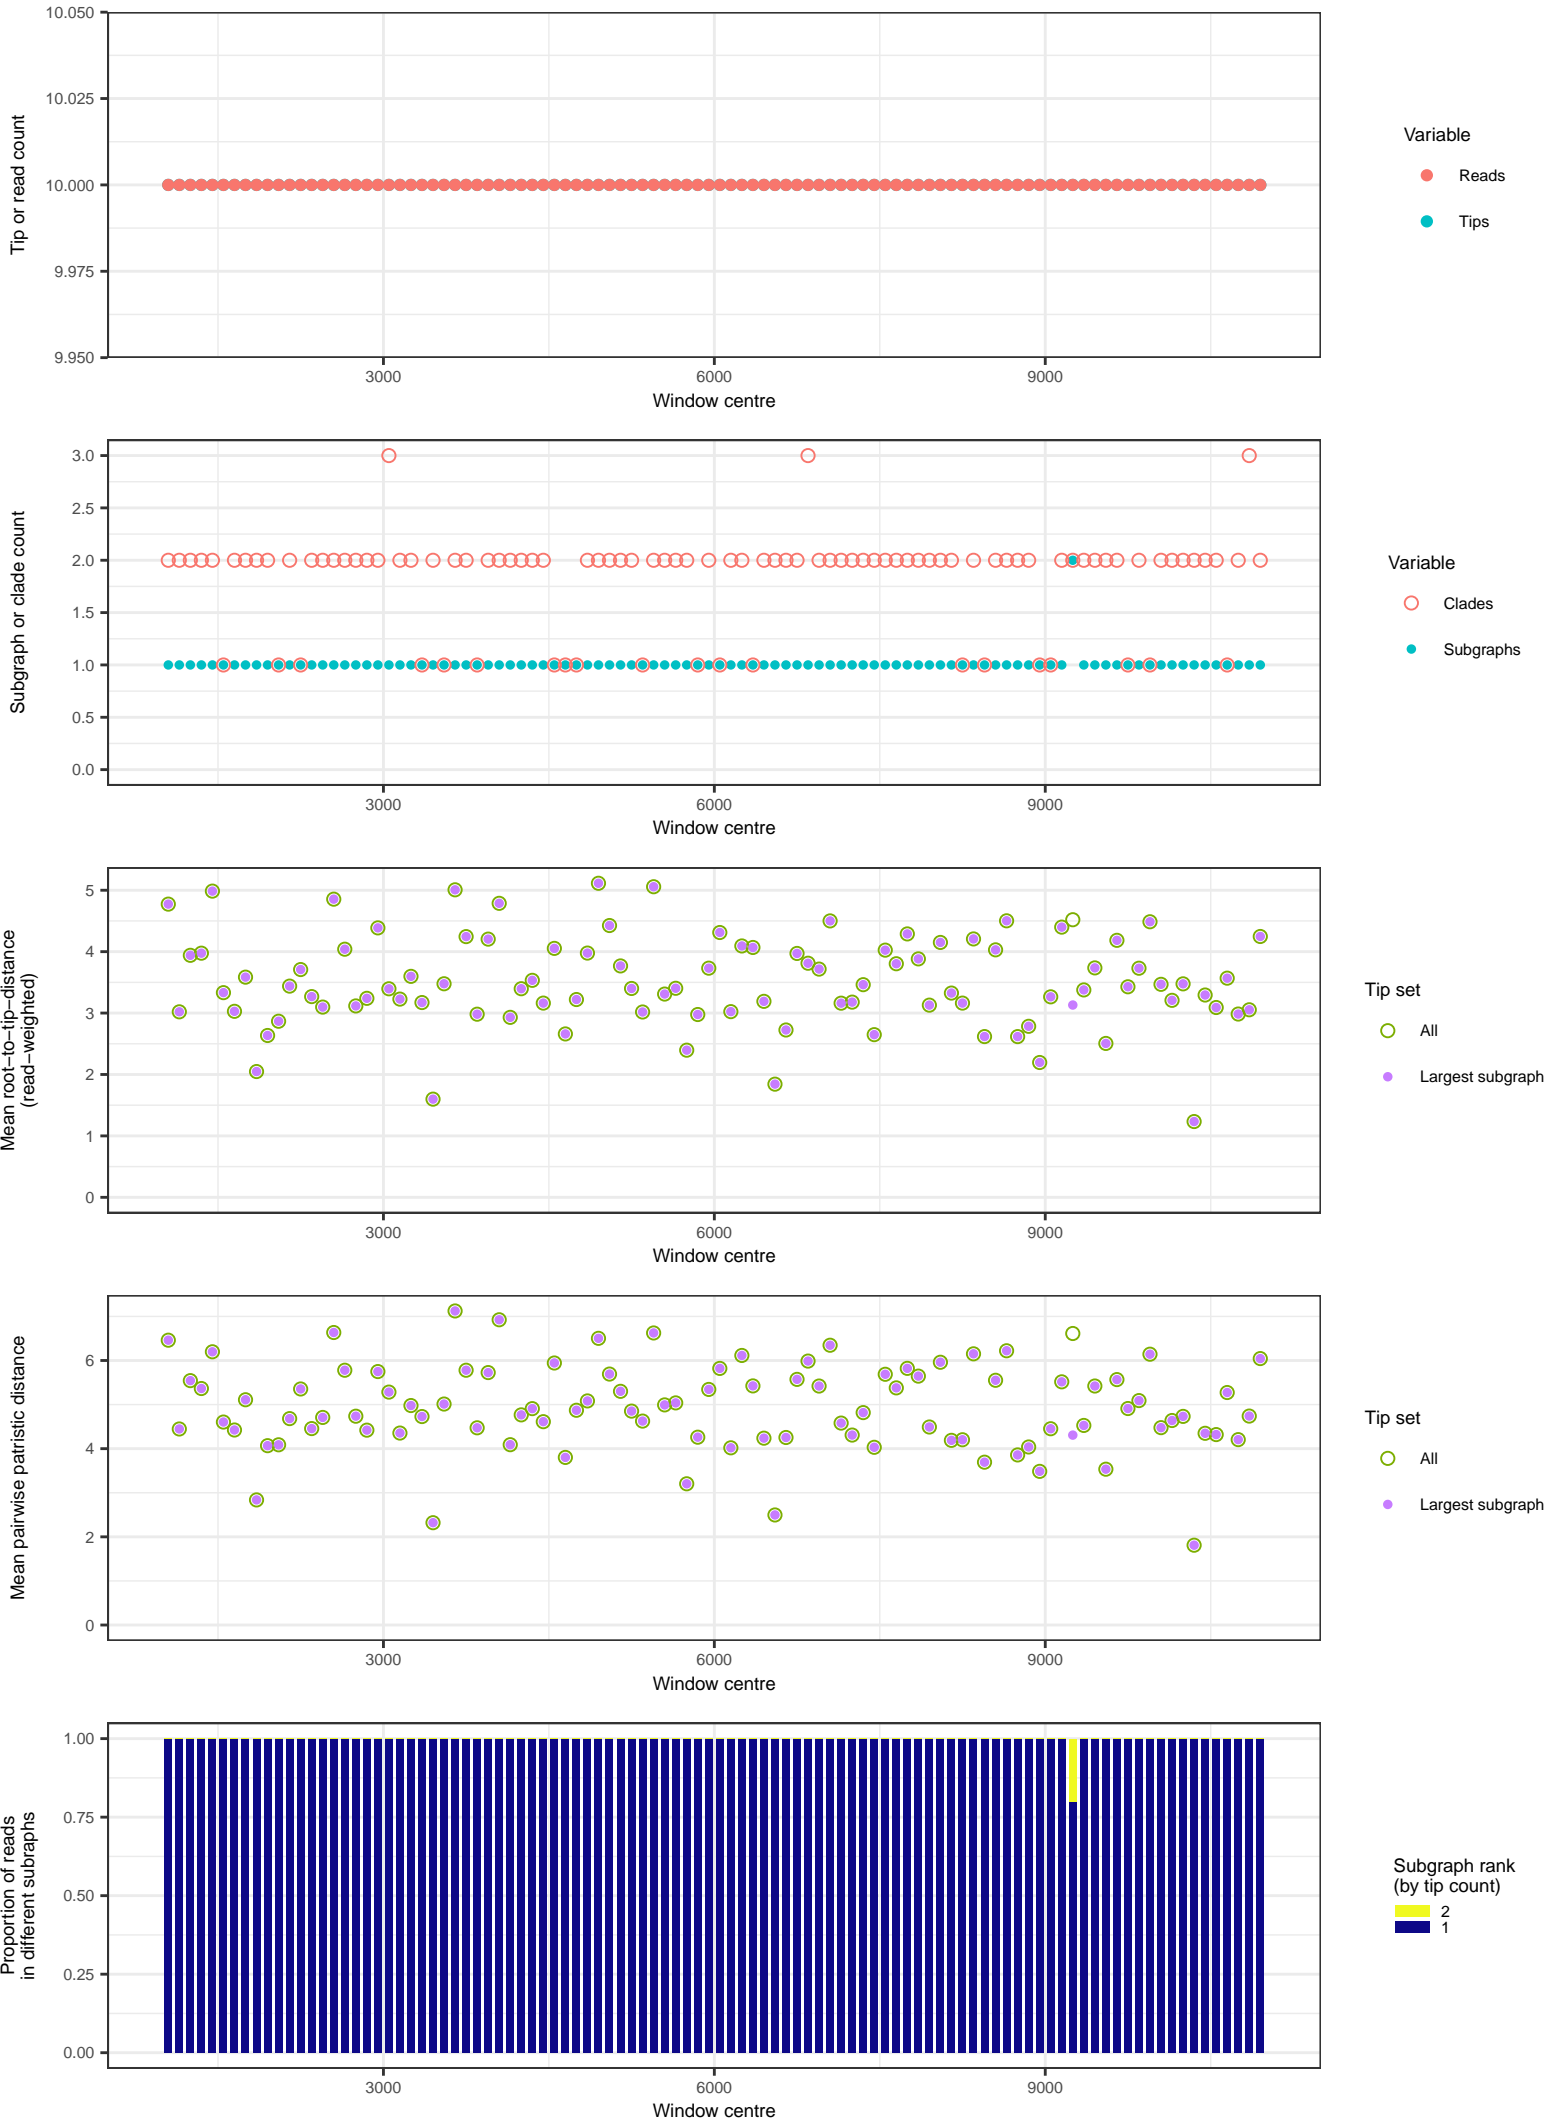 10.050
10.025
10.000
9.975
9.950
Tip or read count
3000 6000 9000
Window centre
Variable
Reads
Tips
3.0
2.5
2.0
1.5
1.0
0.5
0.0
Subgraph or clade count
3000 6000 9000
Window centre
Variable
Clades
Subgraphs
5
4
3
2
1
0
Mean root−to−tip−distance
(read−weighted)
3000 6000 9000
Window centre
Tip set
All
Largest subgraph
6
4
2
0
Mean pairwise patristic distance
3000 6000 9000
Window centre
Tip set
All
Largest subgraph
1.00
0.75
0.50
0.25
0.00
Proportion of reads
in different subraphs
3000 6000 9000
Window centre
Subgraph rank
(by tip count)
2
1